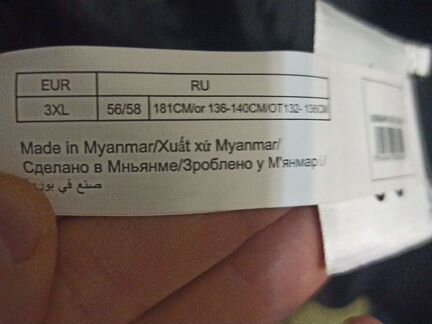 EUR RU
3XL 56/58 181CM/or 136-140CM/OT132- 136CM
Made in Myanmar/Xuất xứ Myanmar/
Сделано в Мньянме/Зроблено у М'янмарі/
صنع في